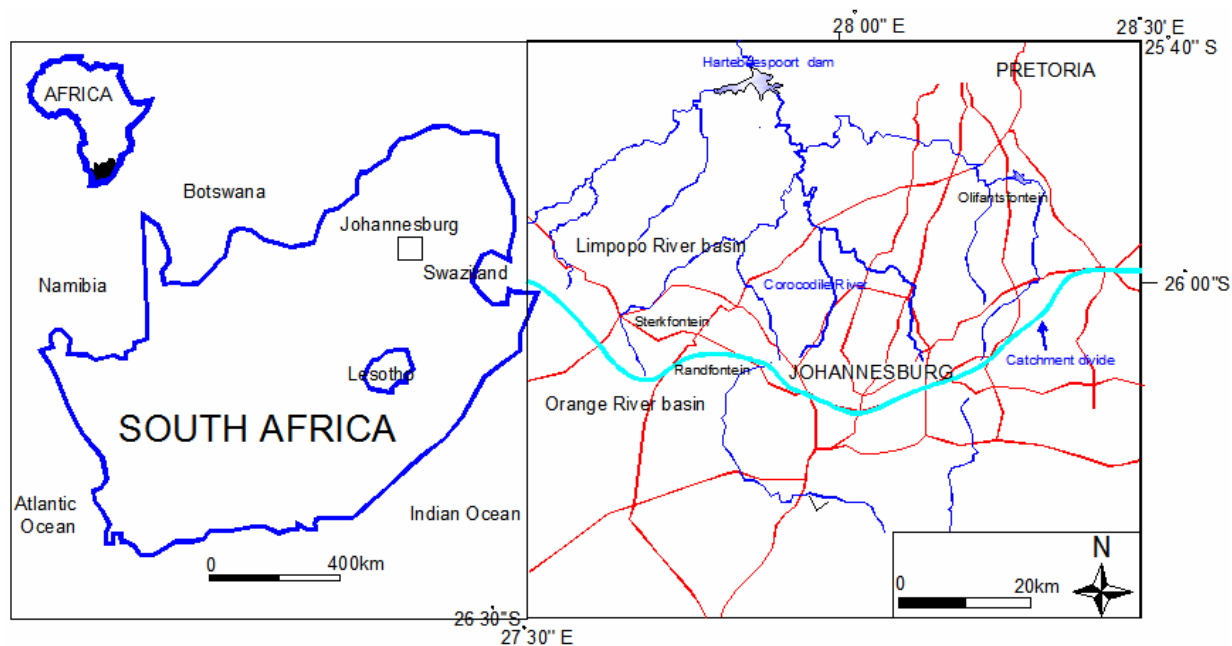 28°00'' E
28°30'' E
25°40'' S
Hartebeespoort dam
PRETORIA
AFRICA
Botswana
Olifantsfontein
Johannesburg
Limpopo River basin
Swaziland
Namibia
Corocodile River
26°00'' S
Sterkfontein
Catchment divide
Lesotho
Randfontein
JOHANNESBURG
Orange River basin
SOUTH AFRICA
Atlantic
Ocean
Indian Ocean
0
400km
N
0
20km
26°30'' S
27°30'' E